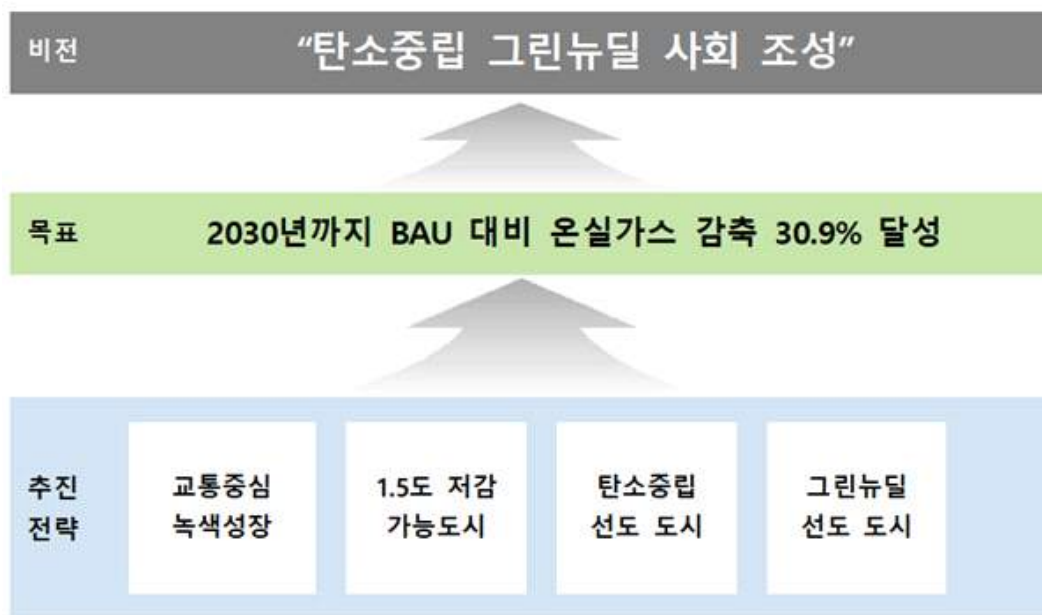 비전 “탄소중립 그린뉴딜 사회 조성”
목표 2030년까지 BAU 대비 온실가스 감축 30.9% 달성
추진
전략
교통중심
녹색성장
1.5도 저감
가능도시
탄소중립
선도 도시
그린뉴딜
선도 도시